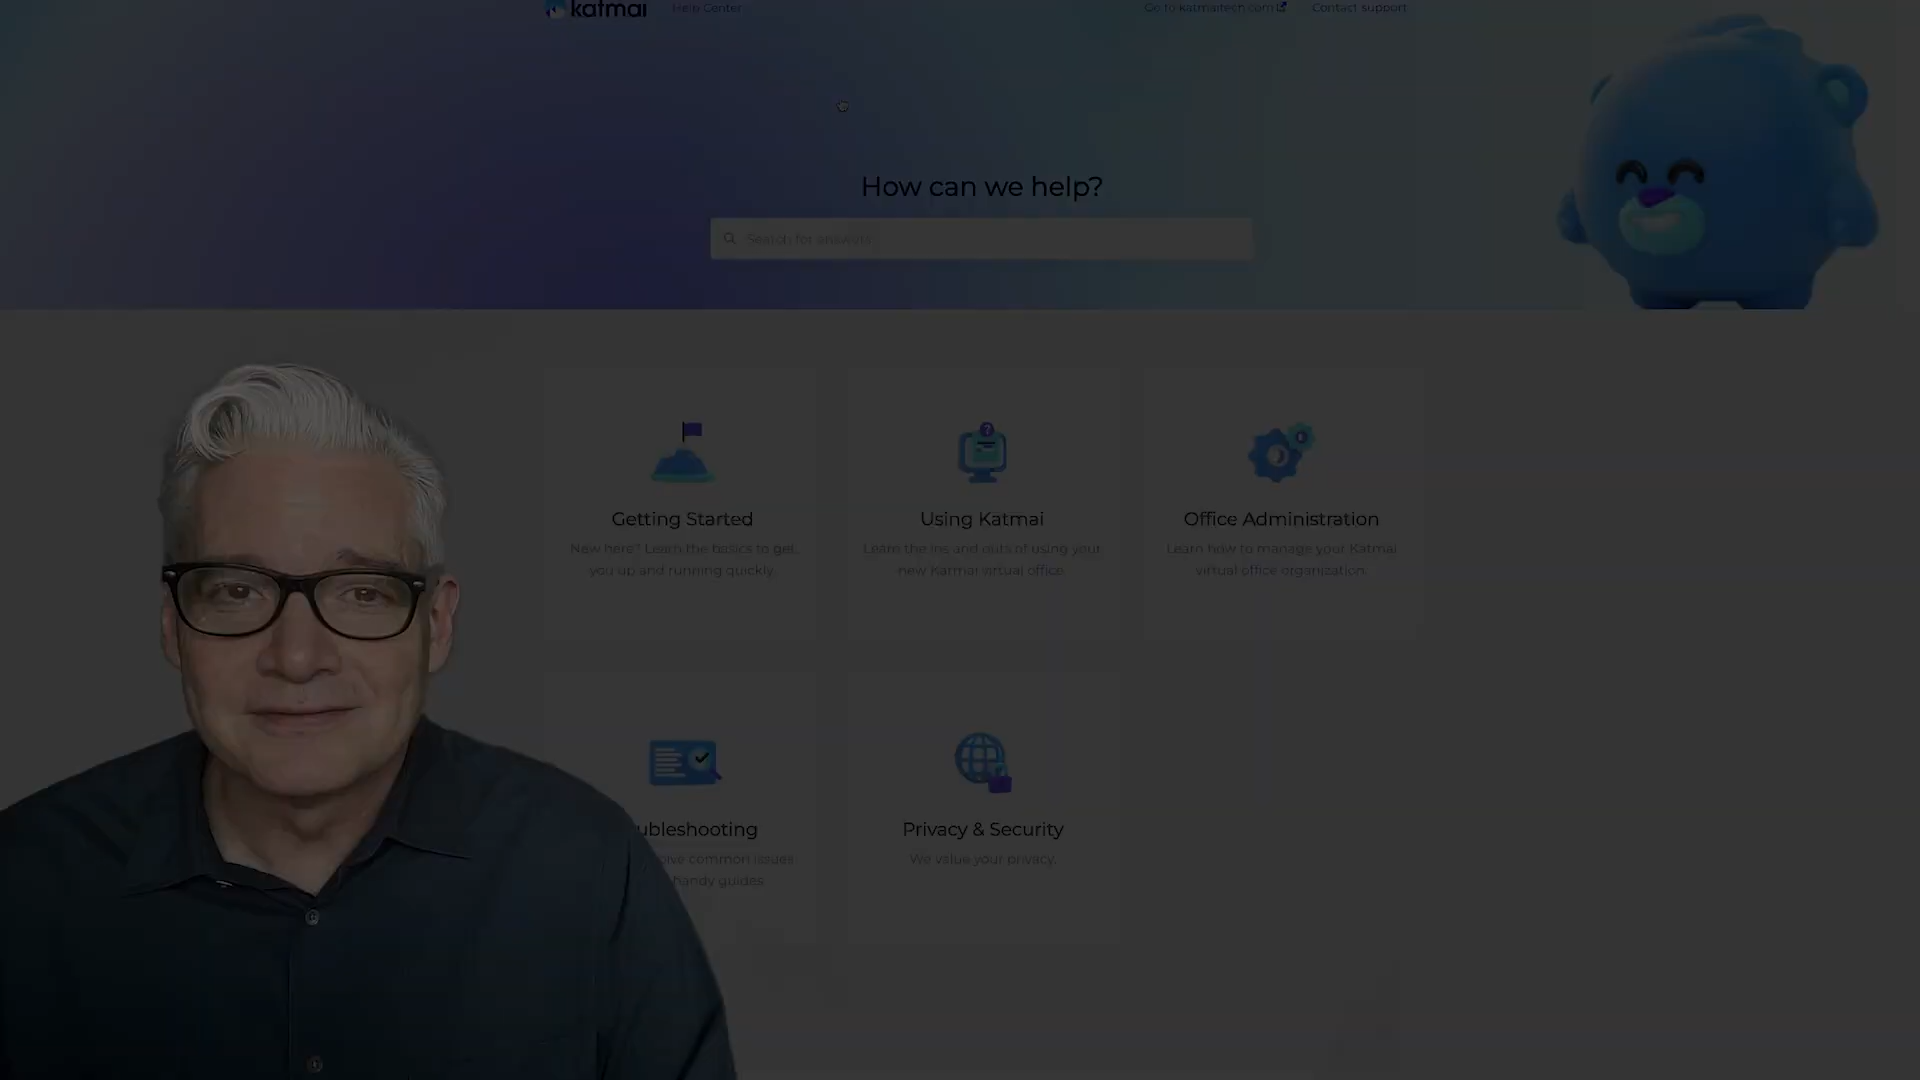 katmai
Help Center
Go to katmaitech.com
Contact support
How can we help?
Search for answers
Getting Started
New here? Learn the basics to get
you up and running quickly.
Using Katmai
Learn the ins and outs of using your
new Katmai virtual office.
Office Administration
Learn how to manage your Katmai
virtual office organization.
ubleshooting
olve common issues
handy guides
Privacy & Security
We value your privacy.